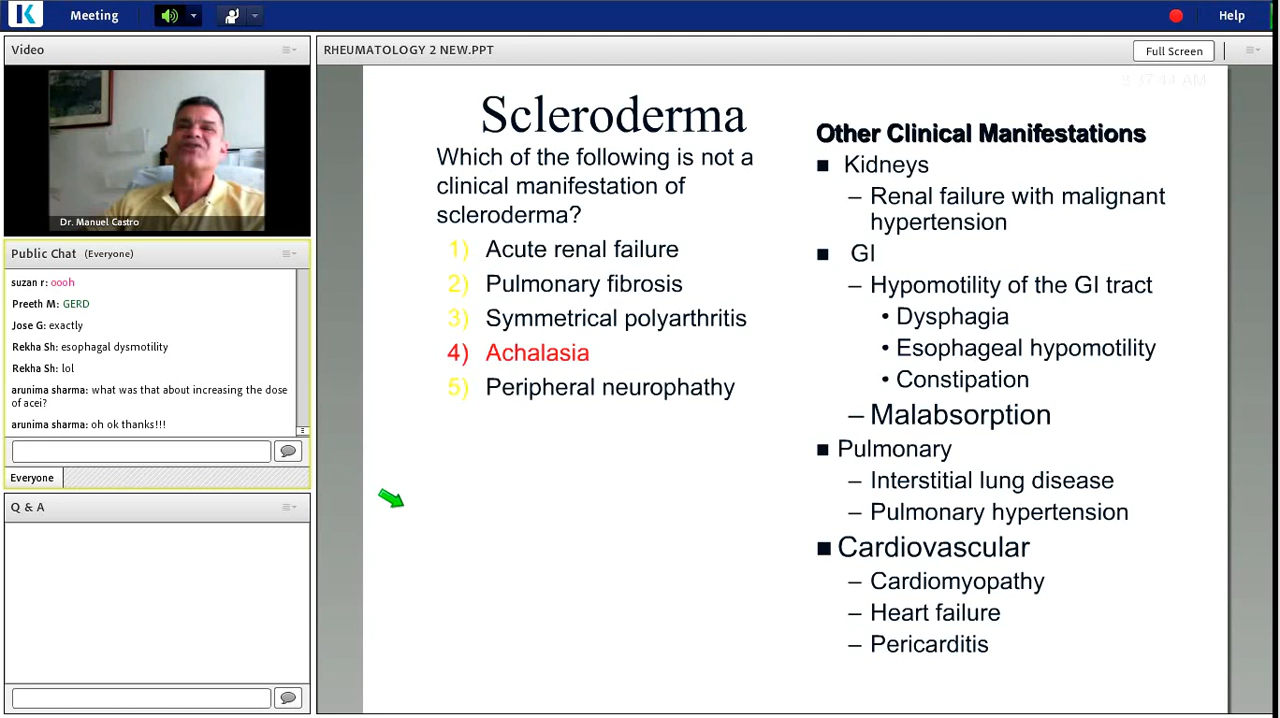 K Meeting Help
Video
Dr. Manuel Castro
Public Chat (Everyone)
suzan r: oooh
Preeth M: GERD
Jose G: exactly
Rekha Sh: esophagal dysmotility
Rekha Sh: lol
arunima sharma: what was that about increasing the dose
of acei?
arunima sharma: oh ok thanks!!!
Everyone
Q & A
RHEUMATOLOGY 2 NEW.PPT Full Screen
8:37:44 AM
Scleroderma
Which of the following is not a
clinical manifestation of
scleroderma?
1) Acute renal failure
2) Pulmonary fibrosis
3) Symmetrical polyarthritis
4) Achalasia
5) Peripheral neurophathy
Other Clinical Manifestations
■ Kidneys
– Renal failure with malignant
hypertension
■ GI
– Hypomotility of the GI tract
• Dysphagia
• Esophageal hypomotility
• Constipation
– Malabsorption
■ Pulmonary
– Interstitial lung disease
– Pulmonary hypertension
■ Cardiovascular
– Cardiomyopathy
– Heart failure
– Pericarditis